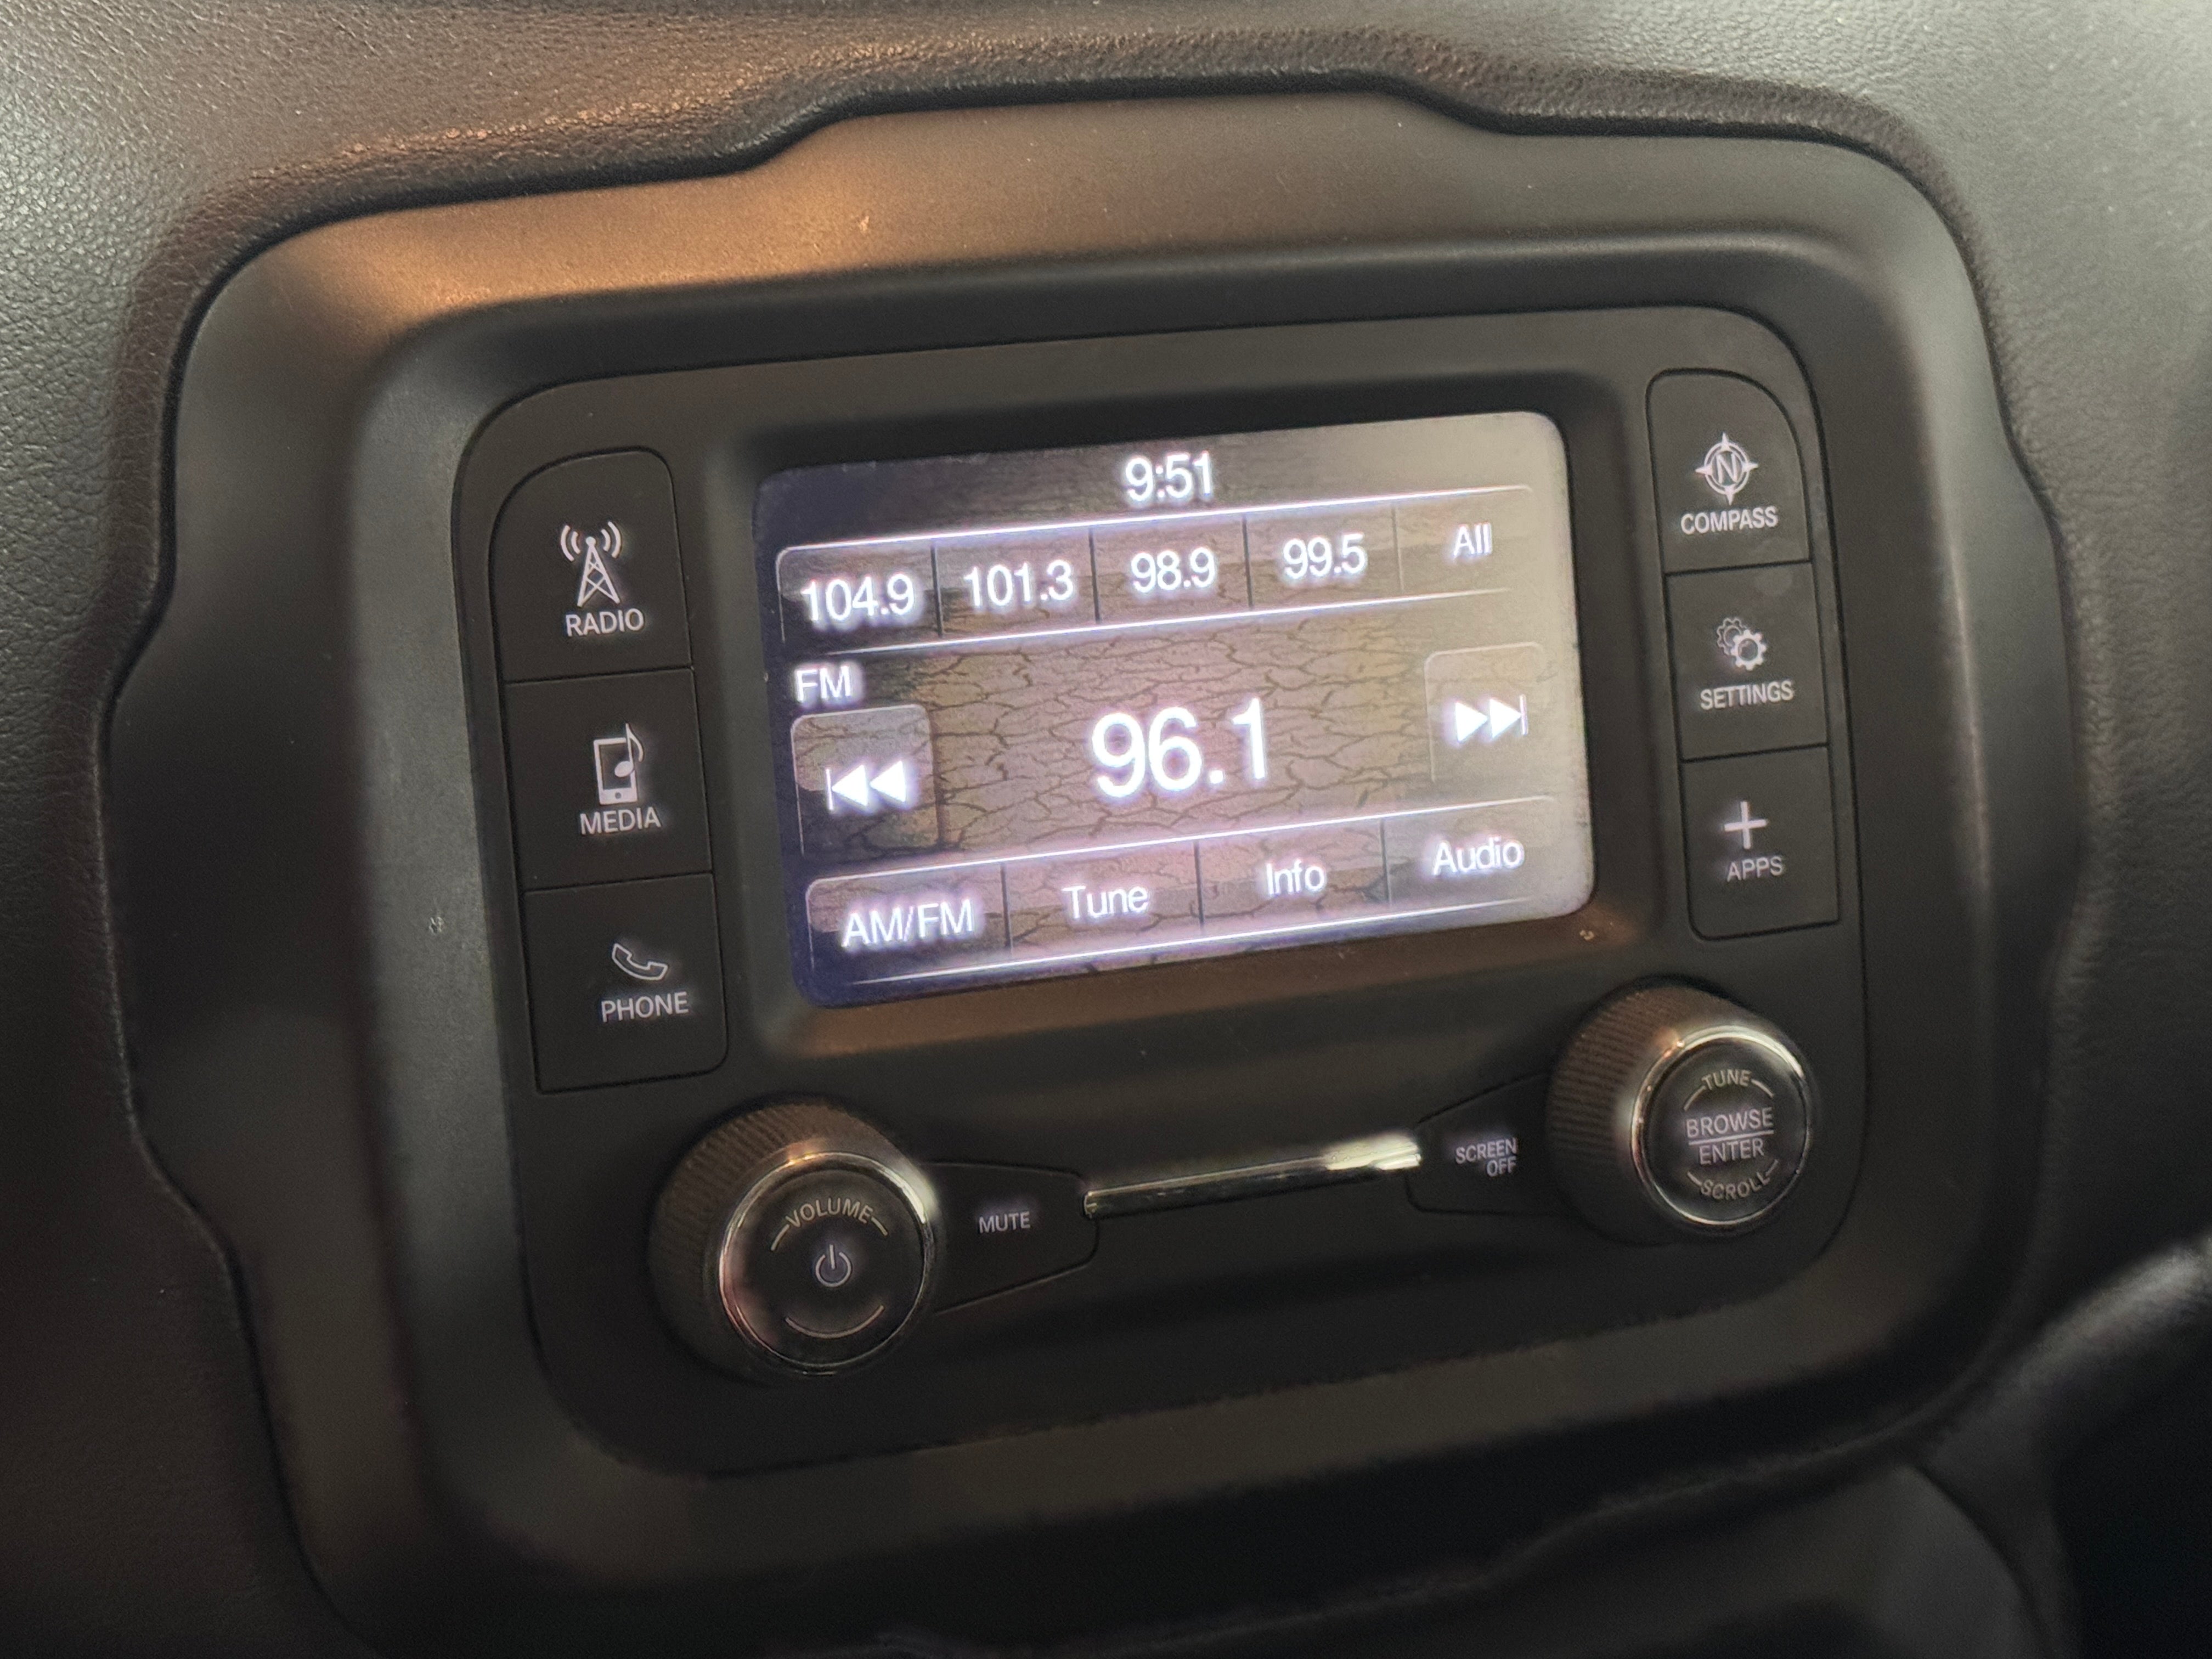 9:51
104.9 101.3 98.9 99.5 All
FM
96.1
AM/FM Tune Info Audio
RADIO
MEDIA
PHONE
N
COMPASS
SETTINGS
APPS
VOLUME
MUTE
SCREEN
OFF
TUNE
BROWSE
ENTER
SCROLL